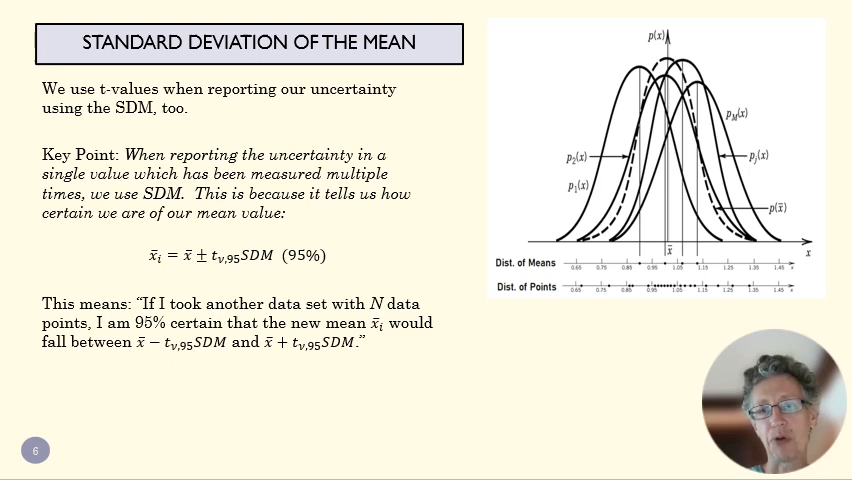 STANDARD DEVIATION OF THE MEAN
We use t-values when reporting our uncertainty
using the SDM, too.
Key Point: When reporting the uncertainty in a
single value which has been measured multiple
times, we use SDM. This is because it tells us how
certain we are of our mean value:
x̄ᵢ = x̄ ± t_{ν,95}SDM (95%)
This means: “If I took another data set with N data
points, I am 95% certain that the new mean x̄ᵢ would
fall between x̄ − t_{ν,95}SDM and x̄ + t_{ν,95}SDM.”
6
p(x)
p_M(x)
p₂(x)
p_j(x)
p₁(x)
p(x̄)
x̄
x
Dist. of Means
0.65 0.75 0.85 0.95 1.05 1.15 1.25 1.35 1.45 x
Dist. of Points
0.65 0.75 0.85 0.95 1.05 1.15 1.25 1.35 1.45 x